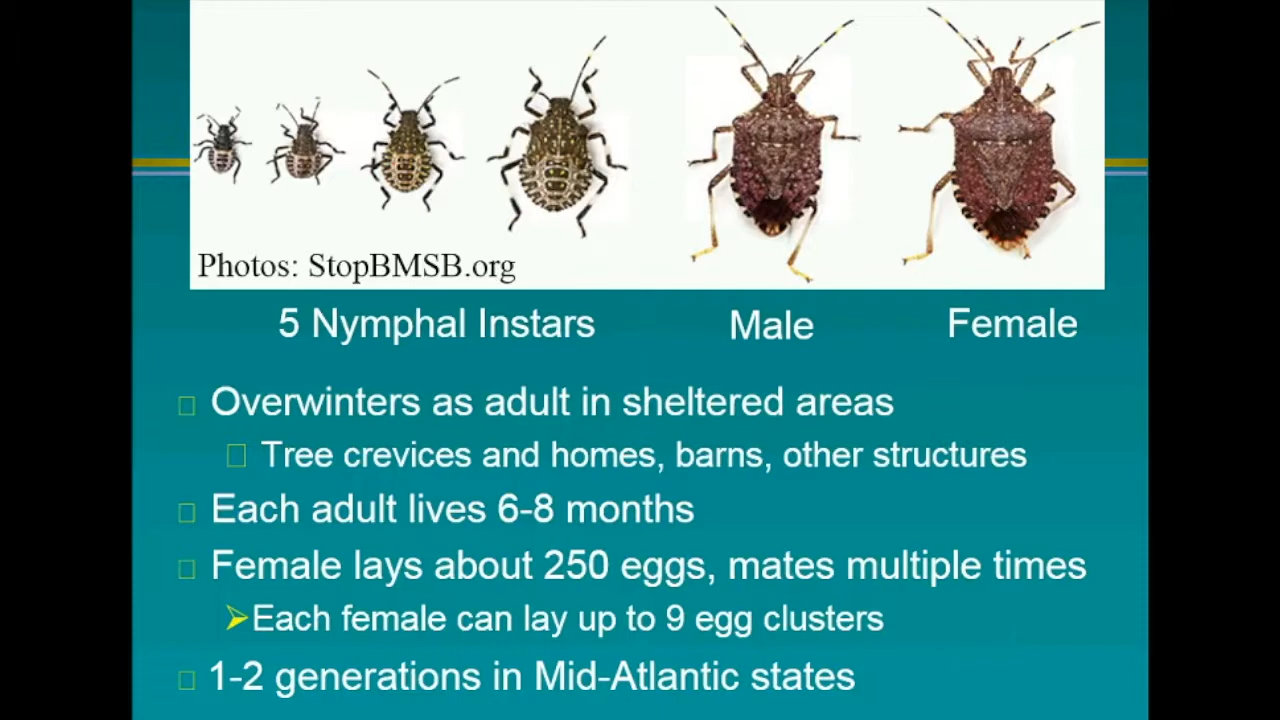 Photos: StopBMSB.org
5 Nymphal Instars Male Female
Overwinters as adult in sheltered areas
Tree crevices and homes, barns, other structures
Each adult lives 6-8 months
Female lays about 250 eggs, mates multiple times
Each female can lay up to 9 egg clusters
1-2 generations in Mid-Atlantic states